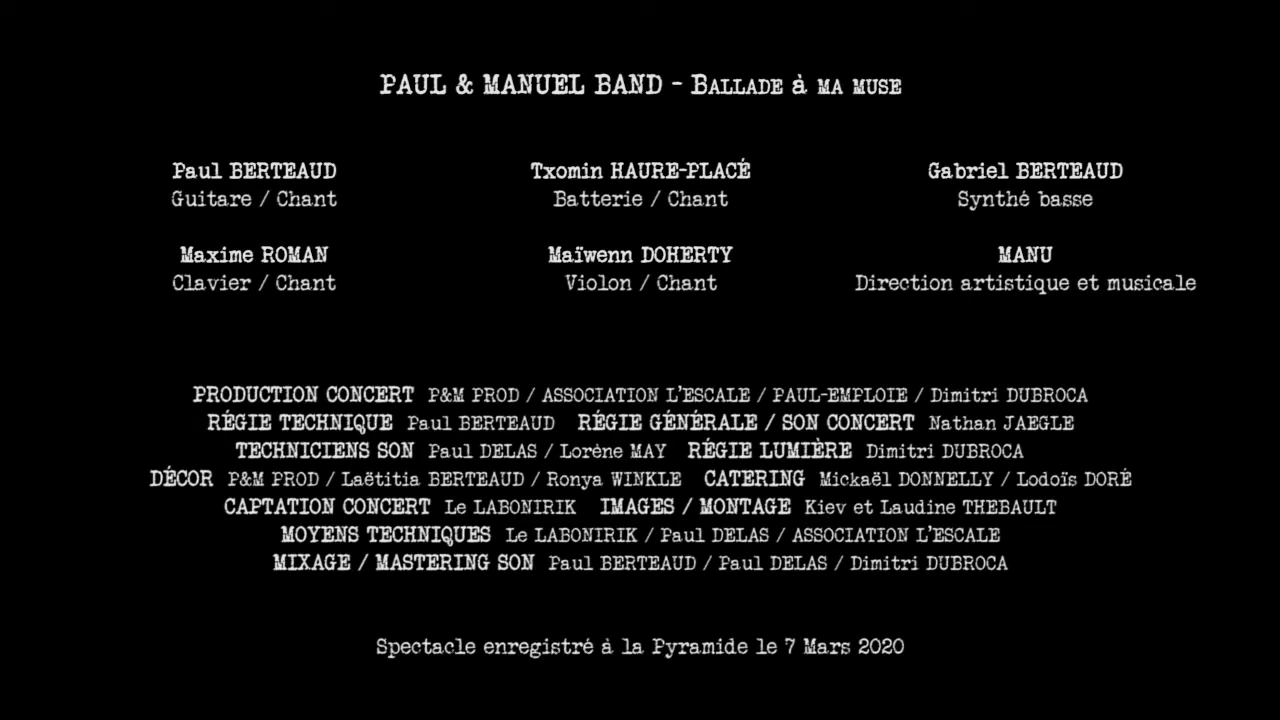 PAUL & MANUEL BAND - BALLADE à MA MUSE
Paul BERTEAUD
Guitare / Chant
Txomin HAURE-PLACÉ
Batterie / Chant
Gabriel BERTEAUD
Synthé basse
Maxime ROMAN
Clavier / Chant
Maïwenn DOHERTY
Violon / Chant
MANU
Direction artistique et musicale
PRODUCTION CONCERT P&M PROD / ASSOCIATION L'ESCALE / PAUL-EMPLOIE / Dimitri DUBROCA
RÉGIE TECHNIQUE Paul BERTEAUD RÉGIE GÉNÉRALE / SON CONCERT Nathan JAEGLE
TECHNICIENS SON Paul DELAS / Lorène MAY RÉGIE LUMIÈRE Dimitri DUBROCA
DÉCOR P&M PROD / Laëtitia BERTEAUD / Ronya WINKLE CATERING Mickaël DONNELLY / Lodoïs DORÉ
CAPTATION CONCERT Le LABONIRIK IMAGES / MONTAGE Kiev et Laudine THEBAULT
MOYENS TECHNIQUES Le LABONIRIK / Paul DELAS / ASSOCIATION L'ESCALE
MIXAGE / MASTERING SON Paul BERTEAUD / Paul DELAS / Dimitri DUBROCA
Spectacle enregistré à la Pyramide le 7 Mars 2020